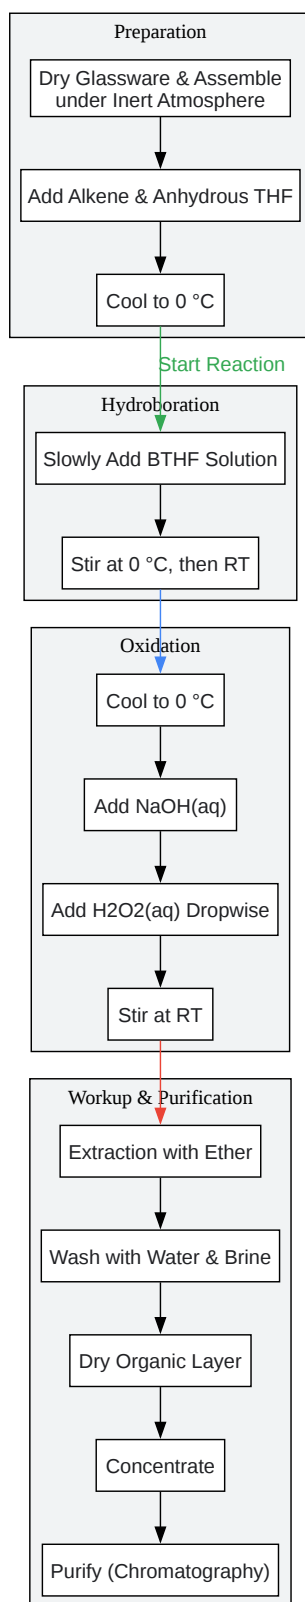 Preparation
Dry Glassware & Assemble
under Inert Atmosphere
Add Alkene & Anhydrous THF
Cool to 0 °C
Start Reaction
Hydroboration
Slowly Add BTHF Solution
Stir at 0 °C, then RT
Oxidation
Cool to 0 °C
Add NaOH(aq)
Add H2O2(aq) Dropwise
Stir at RT
Workup & Purification
Extraction with Ether
Wash with Water & Brine
Dry Organic Layer
Concentrate
Purify (Chromatography)